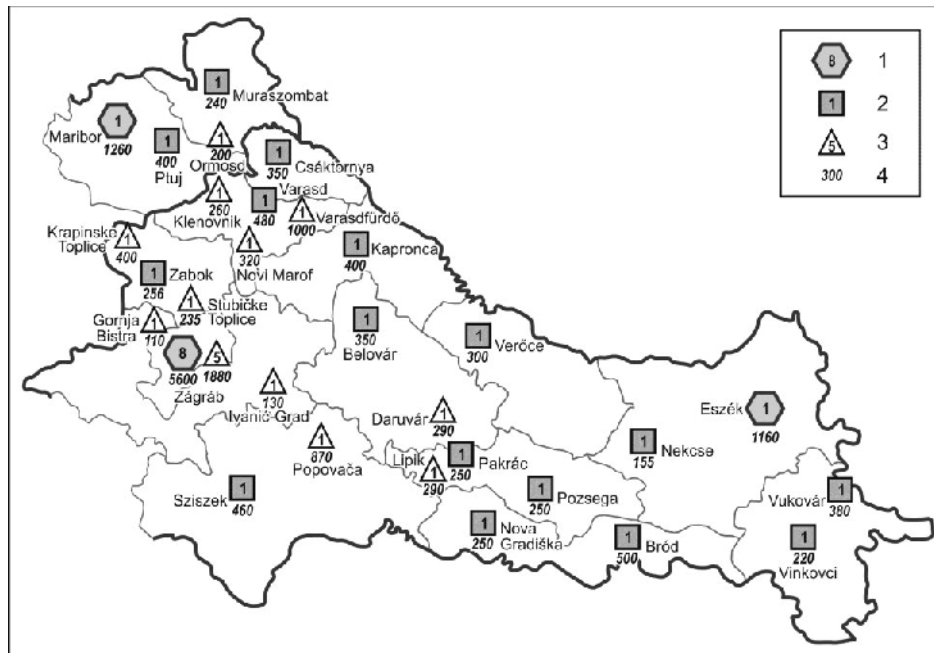 8 1
1 2
5 3
300 4
1
240
Muraszombat
Maribor
1
1260
1
400
Ptuj
1
200
Ormosd
1
350
Csáktornya
1
260
Klenovnik
Varasd
1
480
1
1000
Varasdfürdő
Krapinske
Toplice
1
400
1
320
Novi Marof
1
400
Kapronca
1
256
Zabok
1
235
Stubičke
Toplice
Gornja
Bistra
1
110
1
350
Belovár
1
300
Verőce
8
5600
5
1880
Zágráb
1
130
Ivanić-Grad
Eszék
1
1160
Daruvár
1
290
1
870
Popovača
1
155
Nekcse
Lipik
1
290
1
250
Pakrác
Sziszek
1
460
1
250
Pozsega
Vukovár
1
380
1
250
Nova
Gradiška
1
500
Bród
1
220
Vinkovci